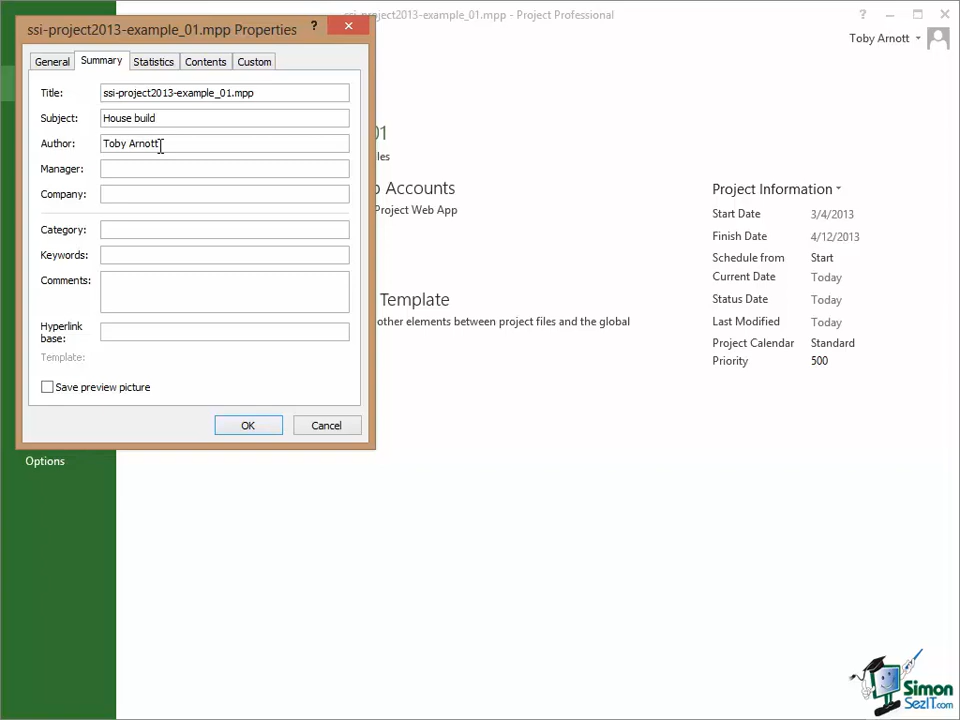 ssi-project2013-example_01.mpp - Project Professional
ssi-project2013-example_01.mpp Properties
?
Toby Arnott
General Summary Statistics Contents Custom
Title: ssi-project2013-example_01.mpp
Subject: House build
Author: Toby Arnott
Manager:
Company:
Category:
Keywords:
Comments:
Hyperlink
base:
Template:
Save preview picture
OK Cancel
Options
01
les
Accounts
Project Web App
Template
other elements between project files and the global
Project Information
Start Date 3/4/2013
Finish Date 4/12/2013
Schedule from Start
Current Date Today
Status Date Today
Last Modified Today
Project Calendar Standard
Priority 500
Simon
SezIT.com